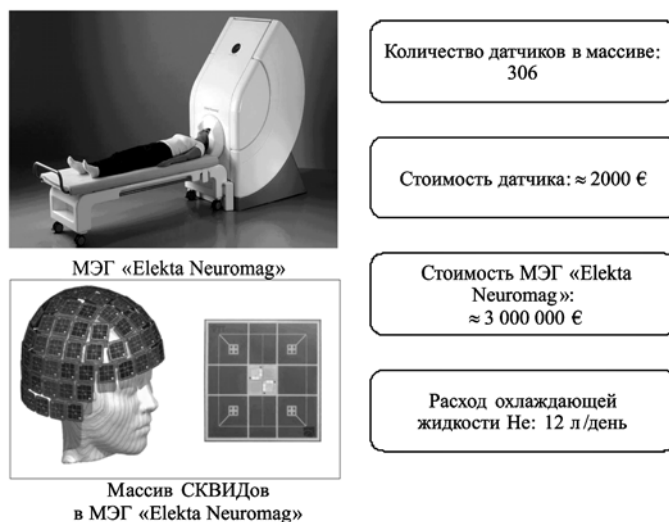 МЭГ «Elekta Neuromag»
Массив СКВИДов
в МЭГ «Elekta Neuromag»
Количество датчиков в массиве:
306
Стоимость датчика: ≈ 2000 €
Стоимость МЭГ «Elekta
Neuromag»:
≈ 3 000 000 €
Расход охлаждающей
жидкости He: 12 л/день